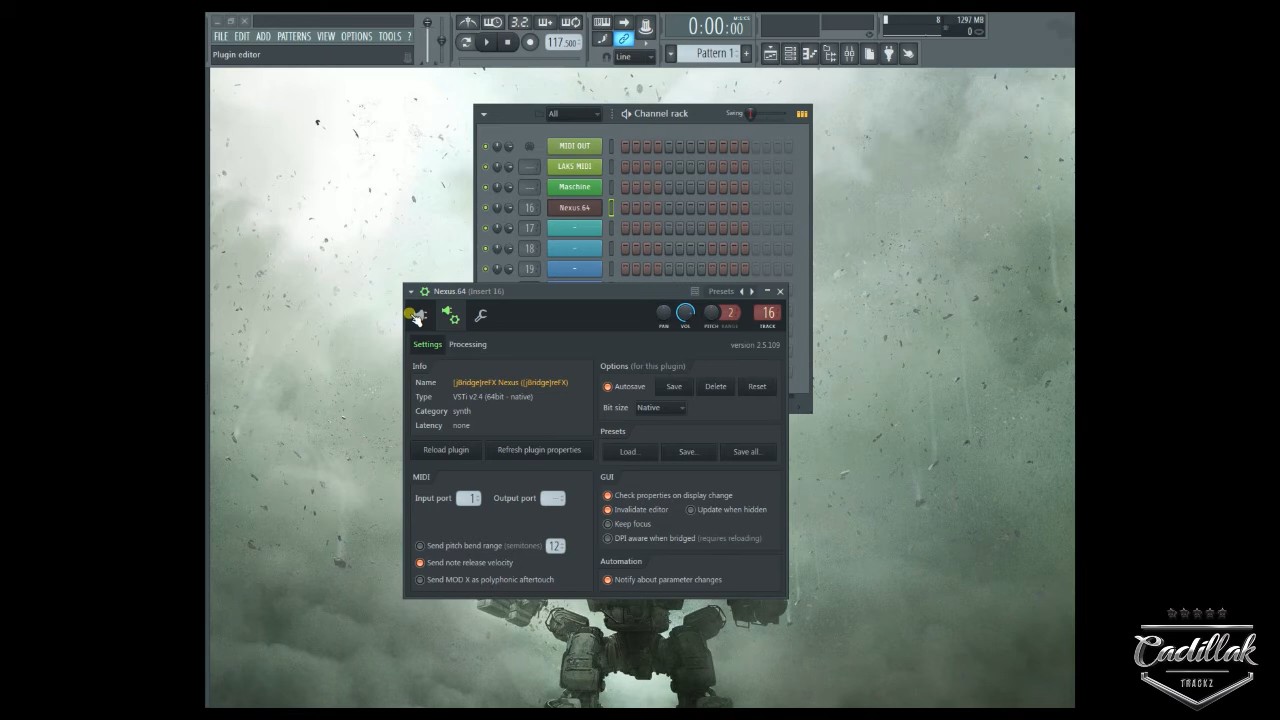 0:00:00
M:S:CS
8
1297 MB
0
3.2.
FILE EDIT ADD PATTERNS VIEW OPTIONS TOOLS ?
117.500
Pattern 1
Line
Plugin editor
All
Channel rack
Swing
MIDI OUT
LAKS MIDI
Maschine
16
Nexus.64
17
18
19
Nexus.64 (Insert 16)
Presets
2
16
PAN
VOL
PITCH
RANGE
TRACK
Settings
Processing
version 2.5.109
Info
Name
[jBridge]reFX Nexus ([jBridge]reFX)
Type
VSTi v2.4 (64bit - native)
Category
synth
Latency
none
Reload plugin
Refresh plugin properties
Options (for this plugin)
Autosave
Save
Delete
Reset
Bit size
Native
Presets
Load...
Save...
Save all...
MIDI
Input port
1
Output port
Send pitch bend range (semitones)
12
Send note release velocity
Send MOD X as polyphonic aftertouch
GUI
Check properties on display change
Invalidate editor
Update when hidden
Keep focus
DPI aware when bridged (requires reloading)
Automation
Notify about parameter changes
Cadillak
TRACKZ